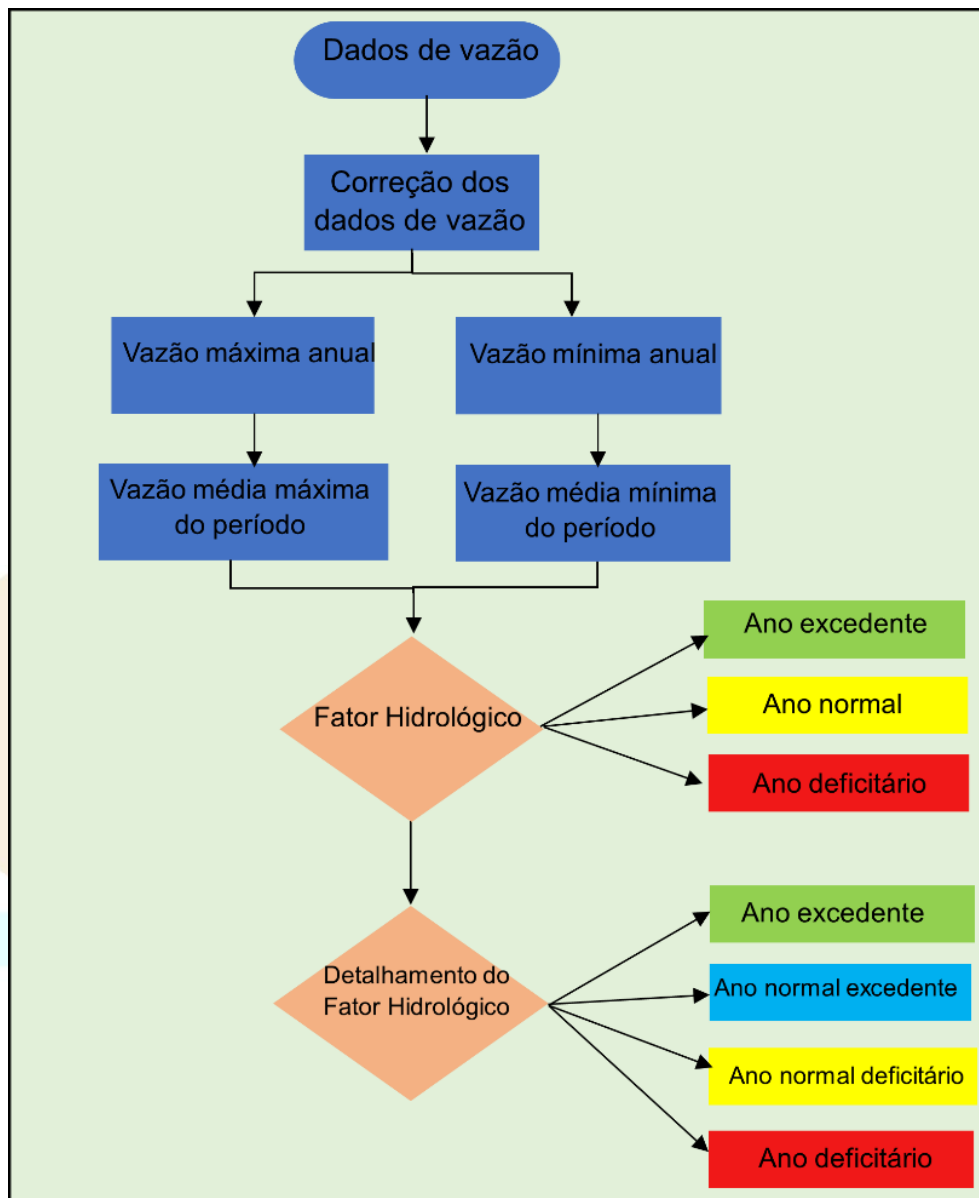 Dados de vazão
Correção dos
dados de vazão
Vazão máxima anual
Vazão mínima anual
Vazão média máxima
do período
Vazão média mínima
do período
Fator Hidrológico
Ano excedente
Ano normal
Ano deficitário
Detalhamento do
Fator Hidrológico
Ano excedente
Ano normal excedente
Ano normal deficitário
Ano deficitário